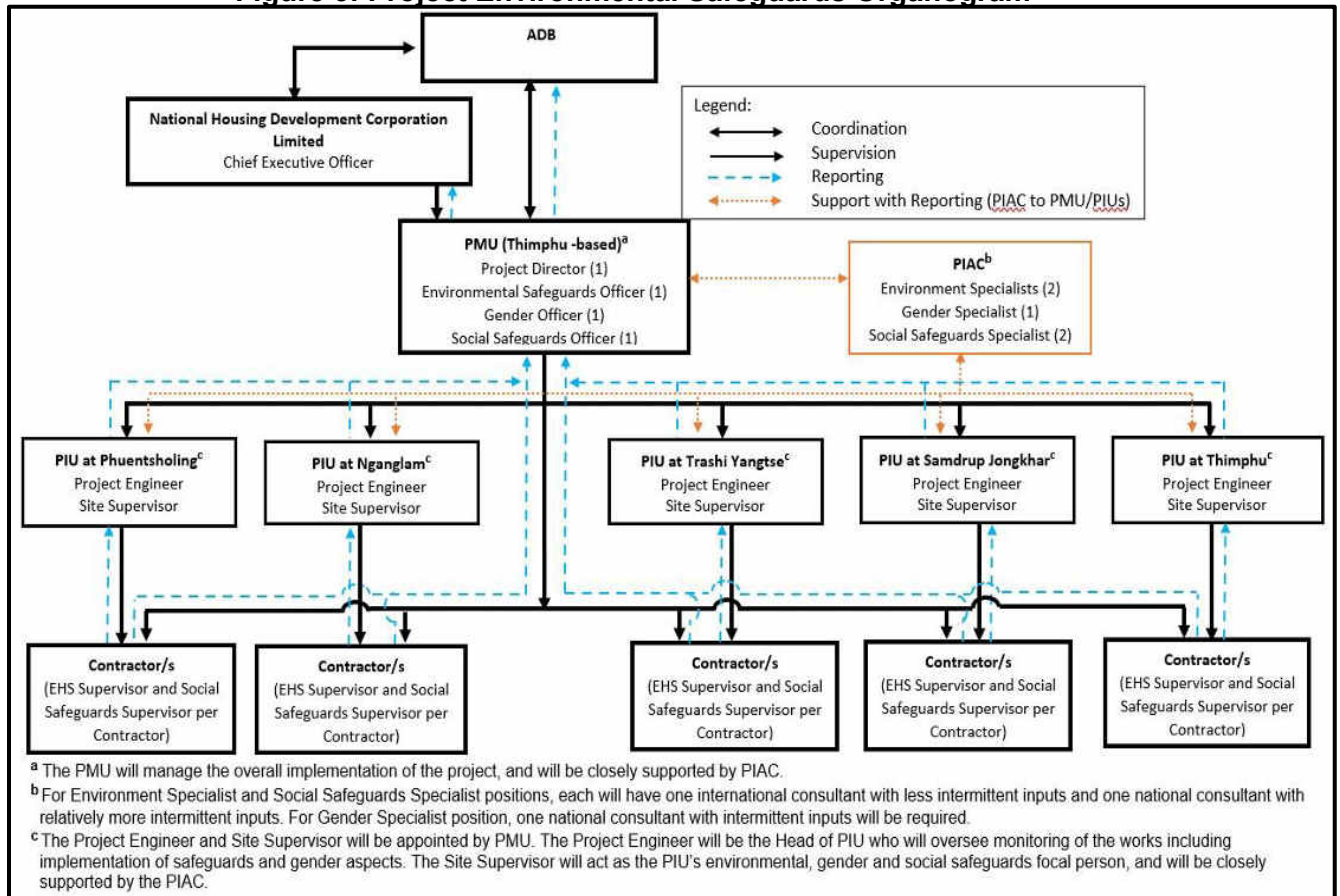 ADB
National Housing Development Corporation
Limited
Chief Executive Officer
Legend:
Coordination
Supervision
Reporting
Support with Reporting (PIAC to PMU/PIUs)
PMU (Thimphu -based)a
Project Director (1)
Environmental Safeguards Officer (1)
Gender Officer (1)
Social Safeguards Officer (1)
PIACb
Environment Specialists (2)
Gender Specialist (1)
Social Safeguards Specialist (2)
PIU at Phuentsholingc
Project Engineer
Site Supervisor
PIU at Nganglamc
Project Engineer
Site Supervisor
PIU at Trashi Yangtsec
Project Engineer
Site Supervisor
PIU at Samdrup Jongkharc
Project Engineer
Site Supervisor
PIU at Thimphuc
Project Engineer
Site Supervisor
Contractor/s
(EHS Supervisor and Social
Safeguards Supervisor per
Contractor)
Contractor/s
(EHS Supervisor and Social
Safeguards Supervisor per
Contractor)
Contractor/s
(EHS Supervisor and Social
Safeguards Supervisor per
Contractor)
Contractor/s
(EHS Supervisor and Social
Safeguards Supervisor per
Contractor)
Contractor/s
(EHS Supervisor and Social
Safeguards Supervisor per
Contractor)
a The PMU will manage the overall implementation of the project, and will be closely supported by PIAC.
b For Environment Specialist and Social Safeguards Specialist positions, each will have one international consultant with less intermittent inputs and one national consultant with
relatively more intermittent inputs. For Gender Specialist position, one national consultant with intermittent inputs will be required.
c The Project Engineer and Site Supervisor will be appointed by PMU. The Project Engineer will be the Head of PIU who will oversee monitoring of the works including
implementation of safeguards and gender aspects. The Site Supervisor will act as the PIU's environmental, gender and social safeguards focal person, and will be closely
supported by the PIAC.